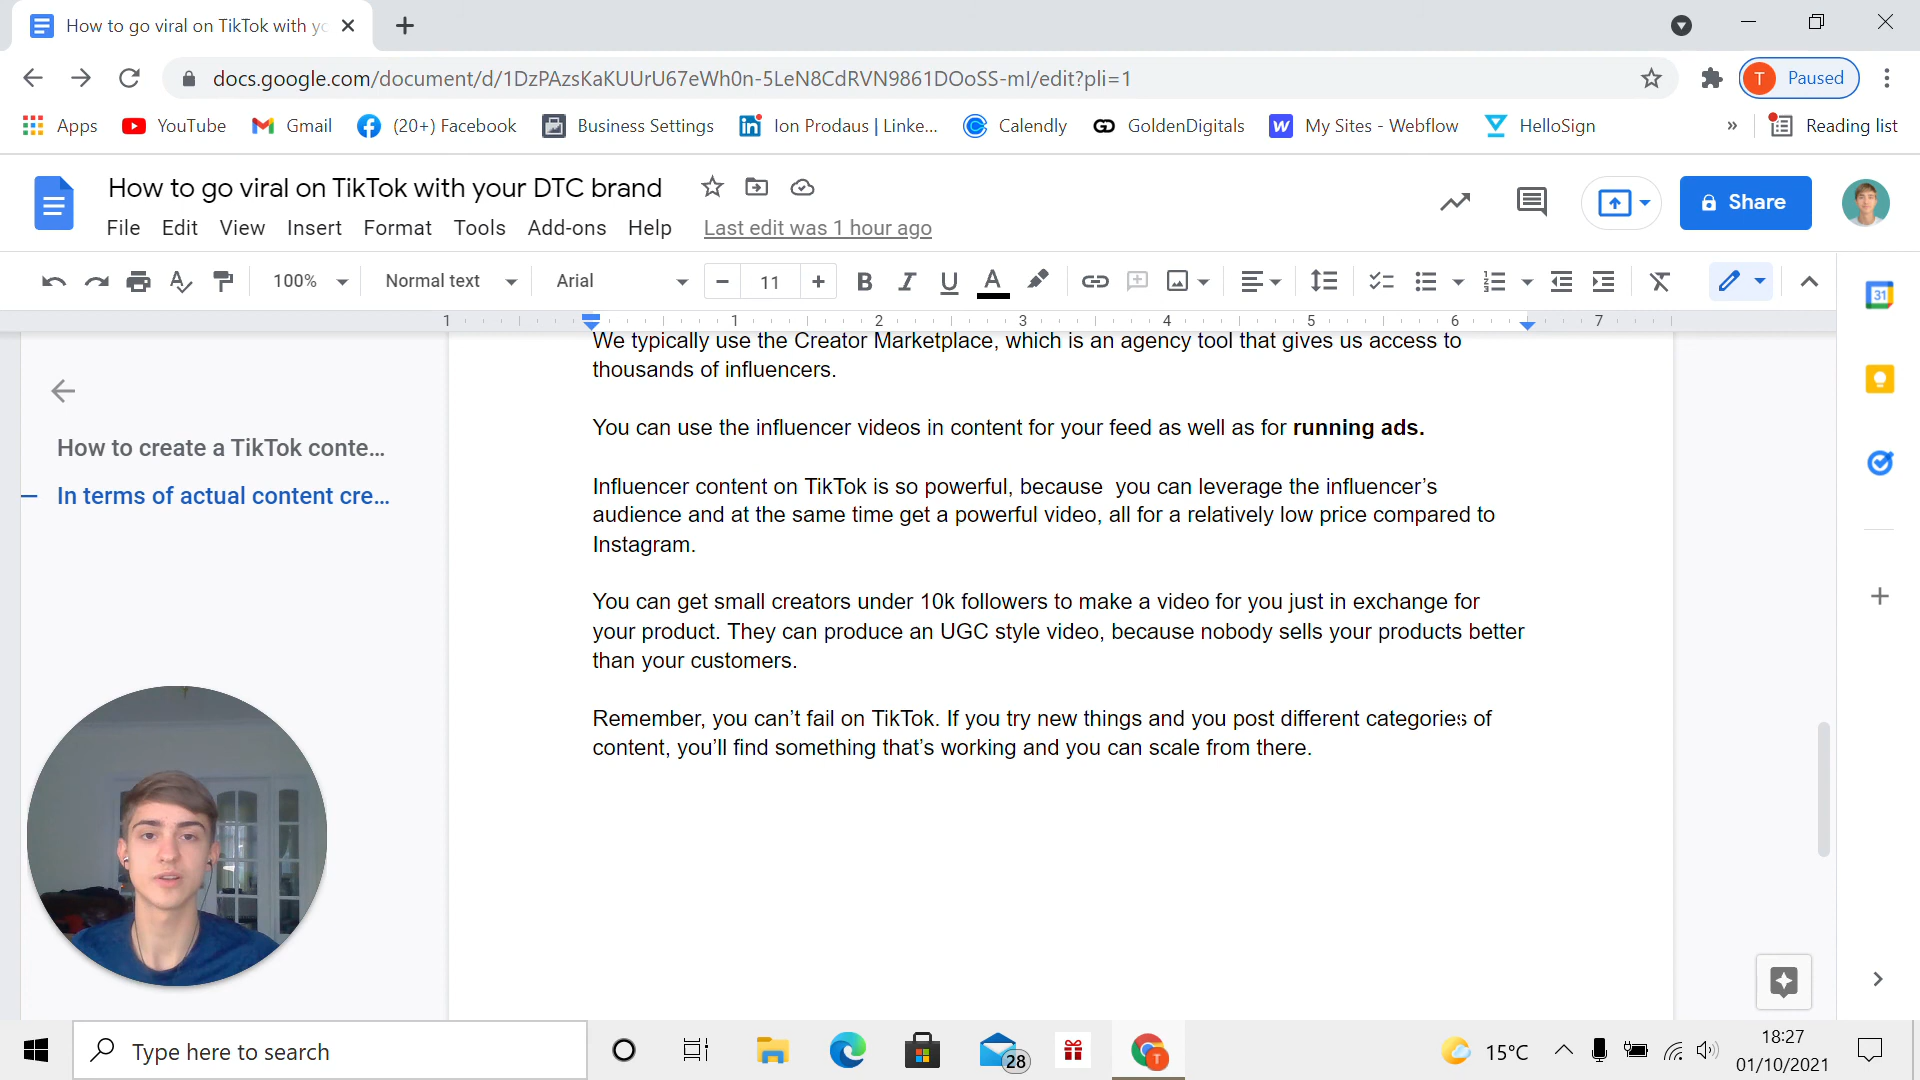 How to go viral on TikTok with yo
docs.google.com/document/d/1DzPAzsKaKUUrU67eWh0n-5LeN8CdRVN9861DOoSS-mI/edit?pli=1
T Paused
Apps YouTube Gmail (20+) Facebook Business Settings Ion Prodaus | Linke... Calendly GoldenDigitals My Sites - Webflow HelloSign » Reading list
How to go viral on TikTok with your DTC brand
Share
File Edit View Insert Format Tools Add-ons Help Last edit was 1 hour ago
100% Normal text Arial 11 B I U A
31
1 1 2 3 4 5 6 7
We typically use the Creator Marketplace, which is an agency tool that gives us access to
thousands of influencers.
How to create a TikTok conte...
In terms of actual content cre...
You can use the influencer videos in content for your feed as well as for running ads.
Influencer content on TikTok is so powerful, because  you can leverage the influencer’s
audience and at the same time get a powerful video, all for a relatively low price compared to
Instagram.
You can get small creators under 10k followers to make a video for you just in exchange for
your product. They can produce an UGC style video, because nobody sells your products better
than your customers.
Remember, you can’t fail on TikTok. If you try new things and you post different categories of
content, you’ll find something that’s working and you can scale from there.
Type here to search
28
T
15°C
18:27
01/10/2021